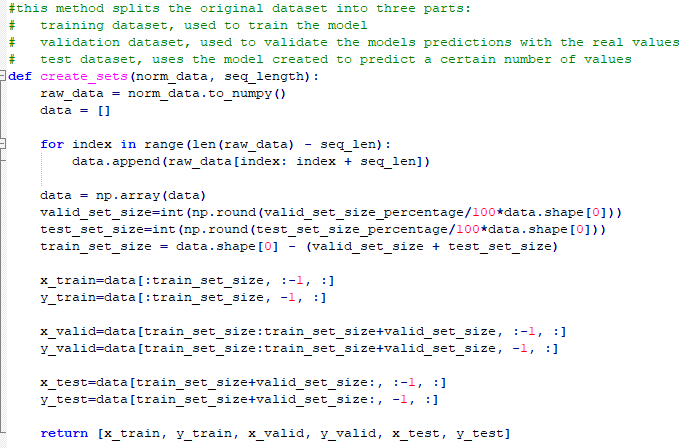 #this method splits the original dataset into three parts:
#   training dataset, used to train the model
#   validation dataset, used to validate the models predictions with the real values
#   test dataset, uses the model created to predict a certain number of values
def create_sets(norm_data, seq_length):
    raw_data = norm_data.to_numpy()
    data = []

    for index in range(len(raw_data) - seq_len):
        data.append(raw_data[index: index + seq_len])

    data = np.array(data)
    valid_set_size=int(np.round(valid_set_size_percentage/100*data.shape[0]))
    test_set_size=int(np.round(test_set_size_percentage/100*data.shape[0]))
    train_set_size = data.shape[0] - (valid_set_size + test_set_size)

    x_train=data[:train_set_size, :-1, :]
    y_train=data[:train_set_size, -1, :]

    x_valid=data[train_set_size:train_set_size+valid_set_size, :-1, :]
    y_valid=data[train_set_size:train_set_size+valid_set_size, -1, :]

    x_test=data[train_set_size+valid_set_size:, :-1, :]
    y_test=data[train_set_size+valid_set_size:, -1, :]

    return [x_train, y_train, x_valid, y_valid, x_test, y_test]